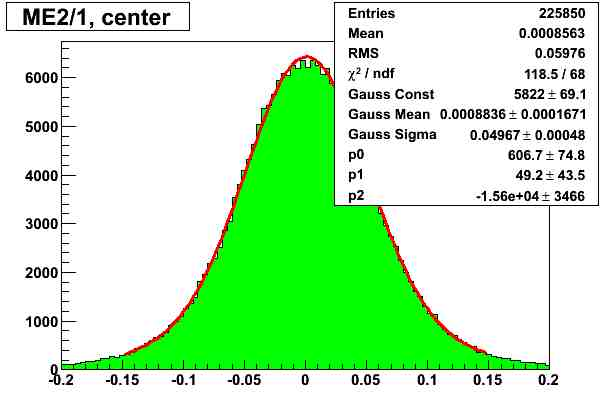 ME2/1, center
Entries 225850
Mean 0.0008563
RMS 0.05976
χ² / ndf 118.5 / 68
Gauss Const 5822 ± 69.1
Gauss Mean 0.0008836 ± 0.0001671
Gauss Sigma 0.04967 ± 0.00048
p0 606.7 ± 74.8
p1 49.2 ± 43.5
p2 -1.56e+04 ± 3466
6000
5000
4000
3000
2000
1000
0
-0.2 -0.15 -0.1 -0.05 0 0.05 0.1 0.15 0.2